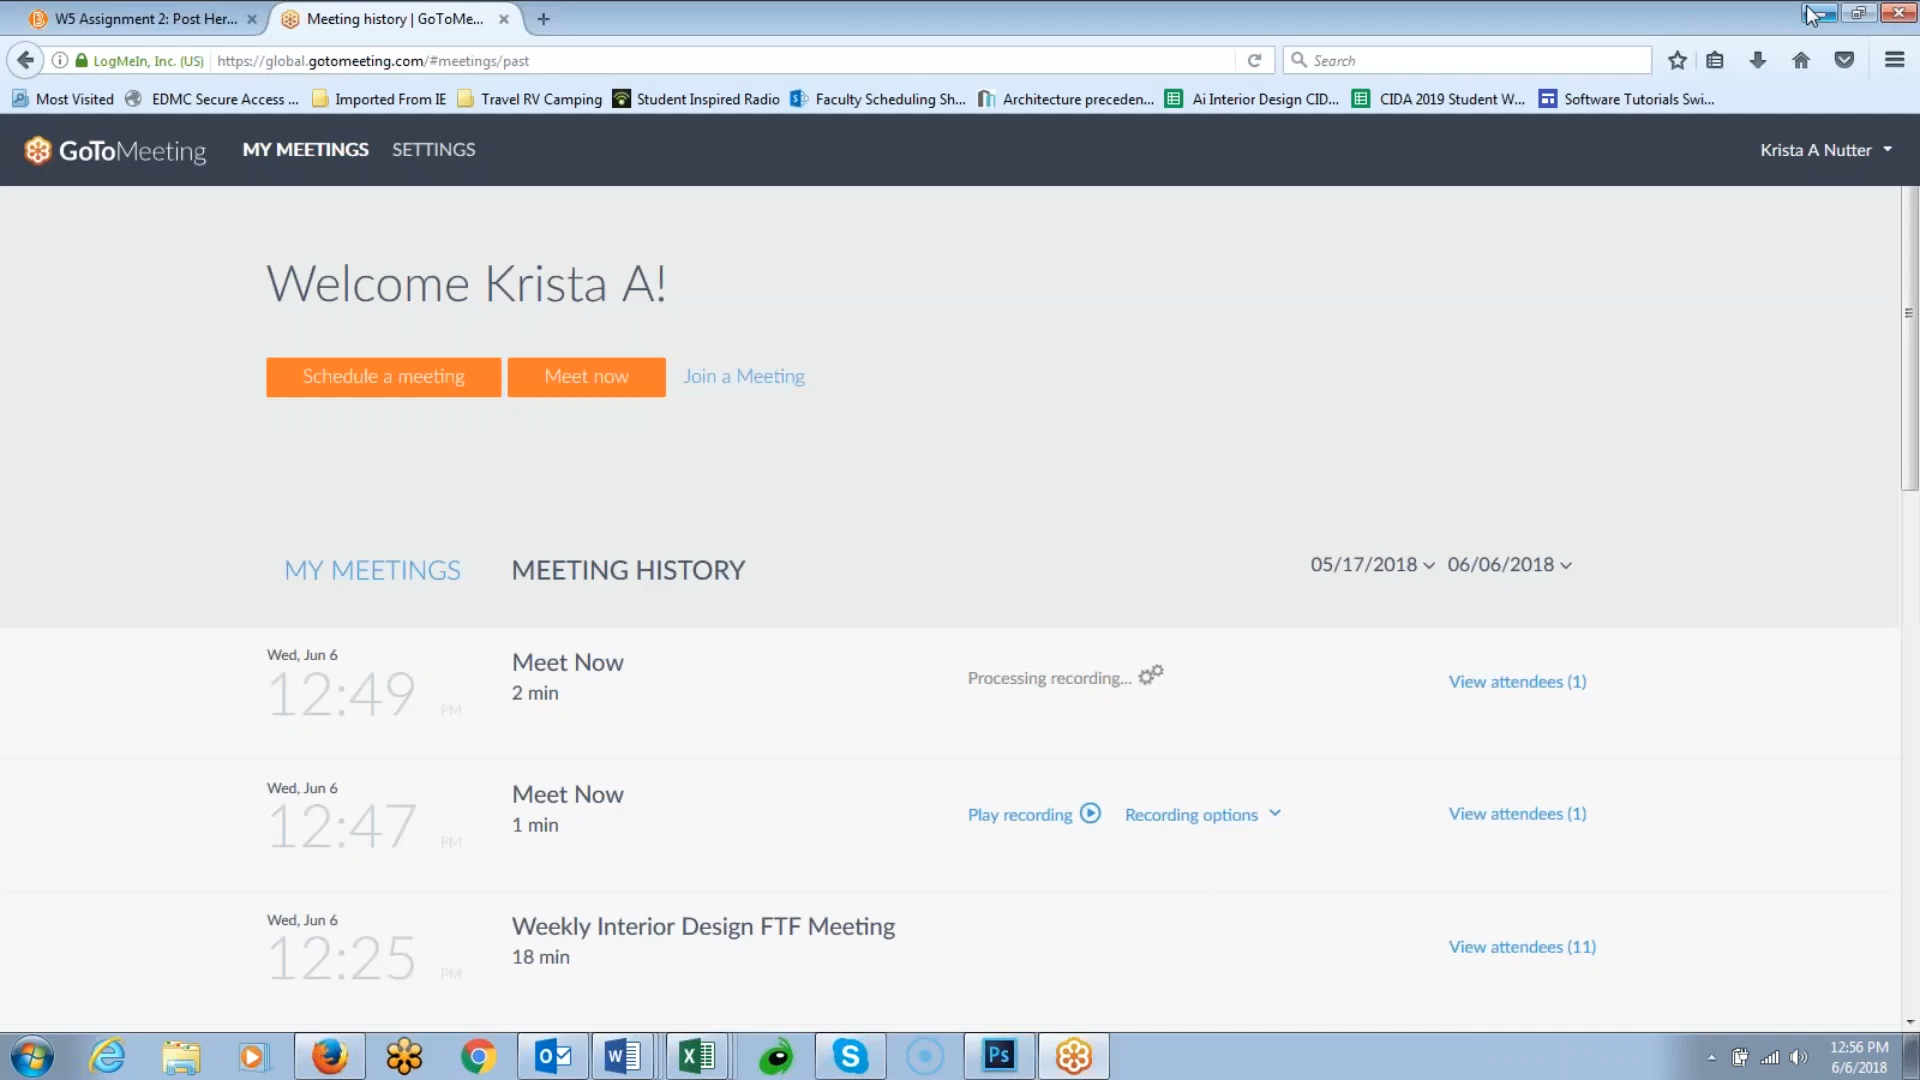 W5 Assignment 2: Post Her...
Meeting history | GoToMe...
LogMeIn, Inc. (US)
https://global.gotomeeting.com/#meetings/past
Search
Most Visited
EDMC Secure Access ...
Imported From IE
Travel RV Camping
Student Inspired Radio
Faculty Scheduling Sh...
Architecture preceden...
Ai Interior Design CID...
CIDA 2019 Student W...
Software Tutorials Swi...
GoToMeeting
MY MEETINGS
SETTINGS
Krista A Nutter
Welcome Krista A!
Schedule a meeting
Meet now
Join a Meeting
MY MEETINGS
MEETING HISTORY
05/17/2018
06/06/2018
Wed, Jun 6
12:49 PM
Meet Now
2 min
Processing recording...
View attendees (1)
Wed, Jun 6
12:47 PM
Meet Now
1 min
Play recording
Recording options
View attendees (1)
Wed, Jun 6
12:25 PM
Weekly Interior Design FTF Meeting
18 min
View attendees (11)
12:56 PM
6/6/2018